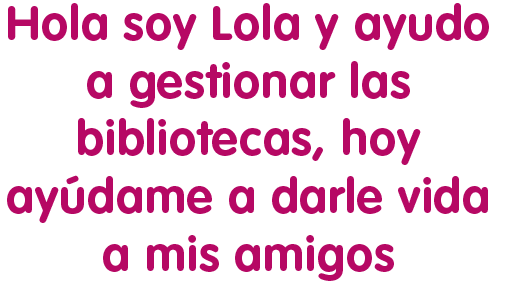 Hola soy Lola y ayudo
a gestionar las
bibliotecas, hoy
ayúdame a darle vida
a mis amigos